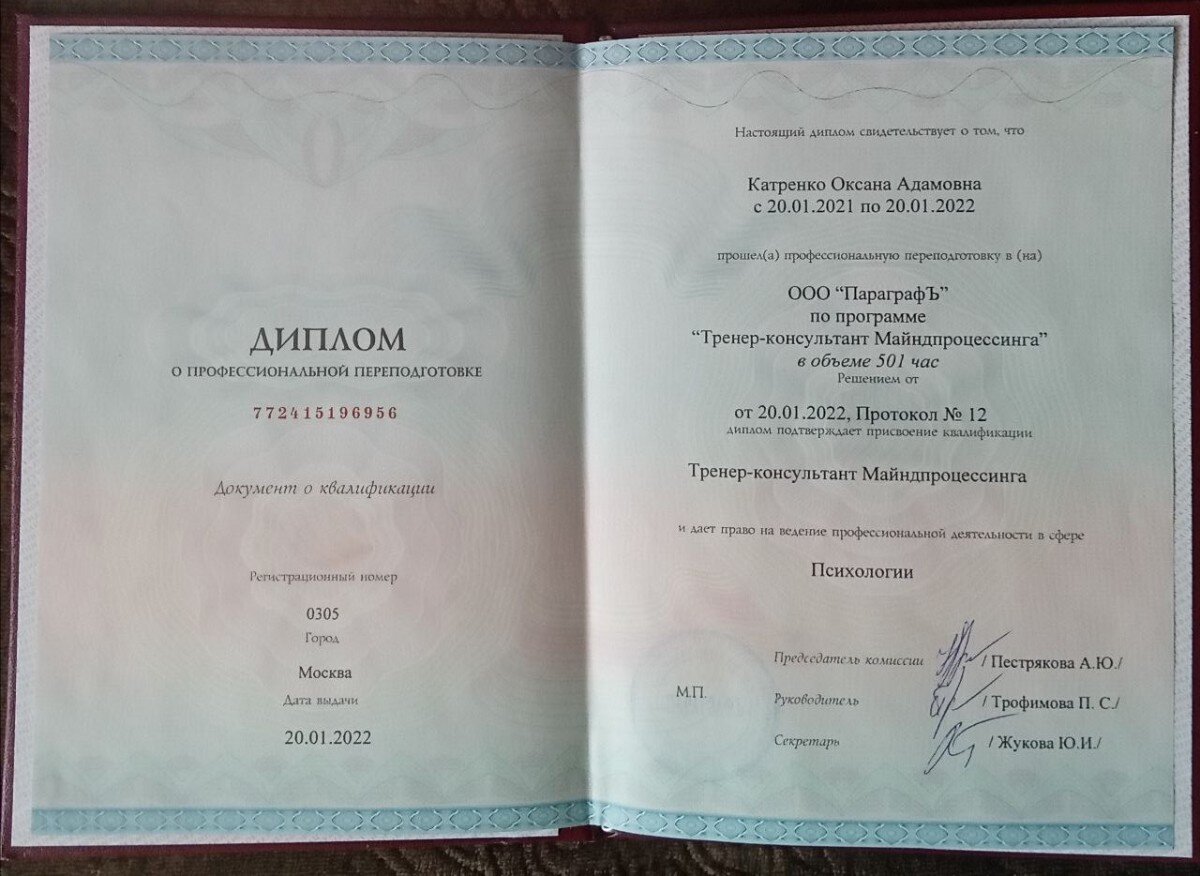 ДИПЛОМ
О ПРОФЕССИОНАЛЬНОЙ ПЕРЕПОДГОТОВКЕ
772415196956
Документ о квалификации
Регистрационный номер
0305
Город
Москва
Дата выдачи
20.01.2022
Настоящий диплом свидетельствует о том, что
Катренко Оксана Адамовна
с 20.01.2021 по 20.01.2022
прошел(а) профессиональную переподготовку в (на)
ООО “ПараграфЪ”
по программе
“Тренер-консультант Майндпроцессинга”
в объеме 501 час
Решением от
от 20.01.2022, Протокол № 12
диплом подтверждает присвоение квалификации
Тренер-консультант Майндпроцессинга
и дает право на ведение профессиональной деятельности в сфере
Психологии
Председатель комиссии / Пестрякова А.Ю./
М.П. Руководитель / Трофимова П. С./
Секретарь / Жукова Ю.И./